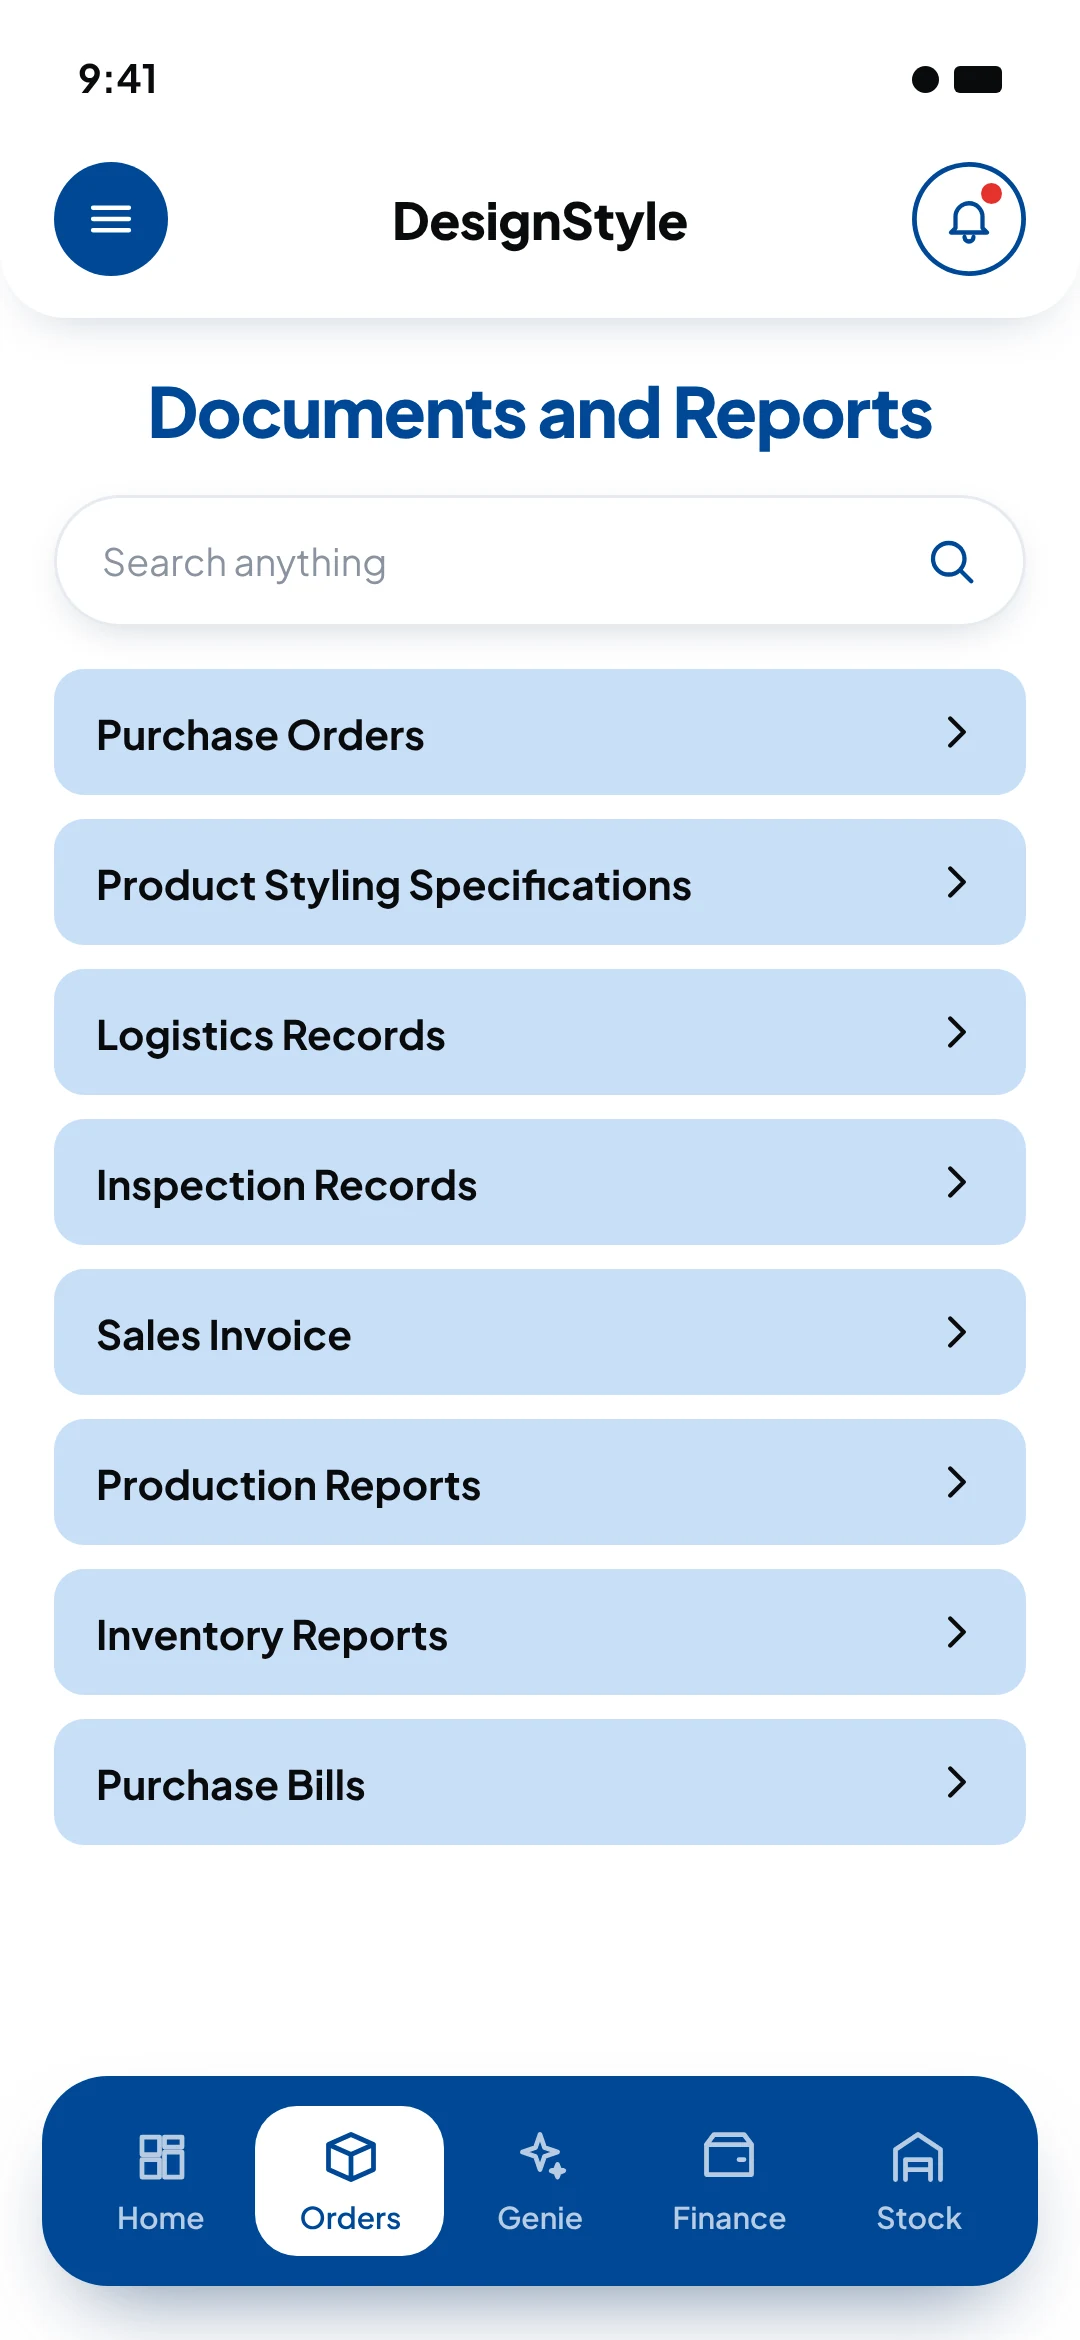 9:41
DesignStyle
Documents and Reports
Search anything
Purchase Orders
Product Styling Specifications
Logistics Records
Inspection Records
Sales Invoice
Production Reports
Inventory Reports
Purchase Bills
Home
Orders
Genie
Finance
Stock